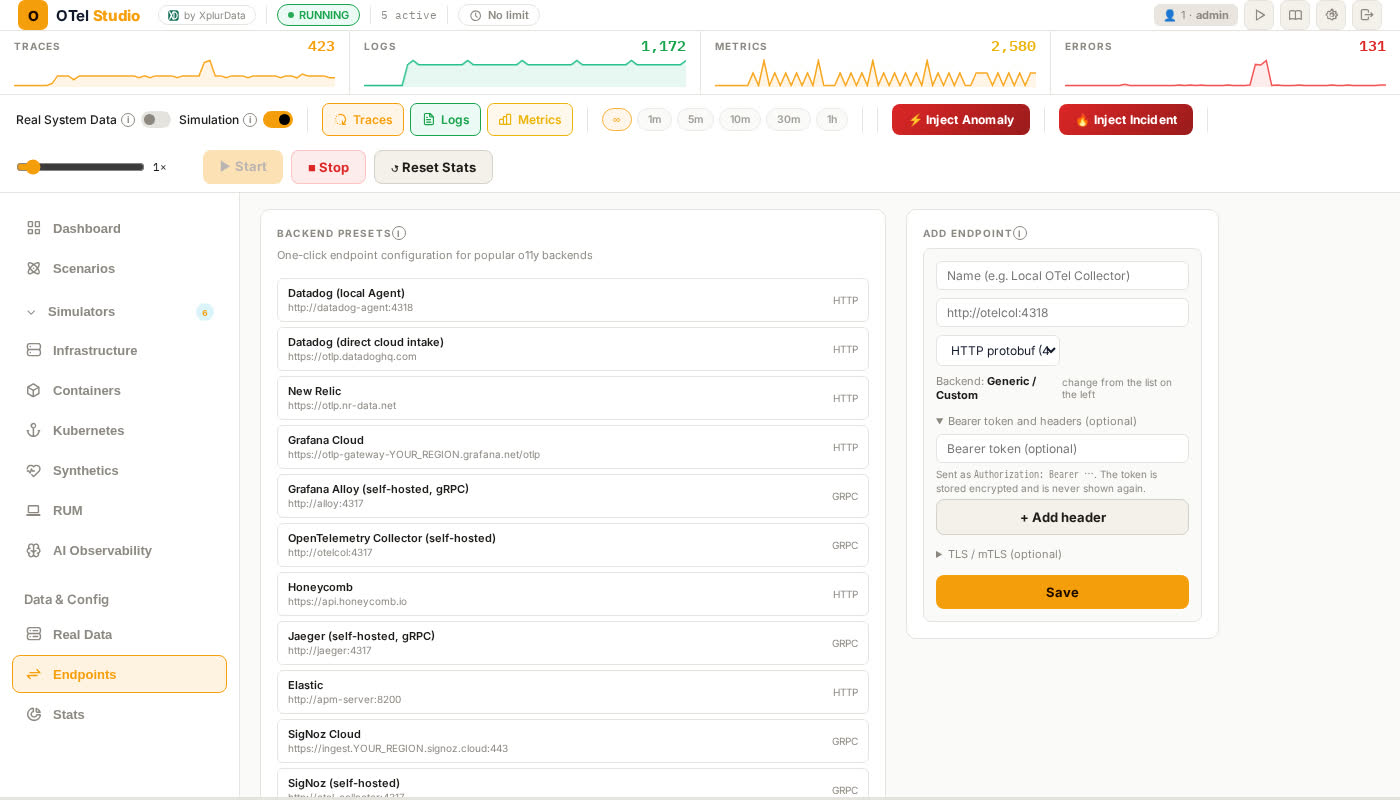 O OTel Studio
by XplurData
RUNNING
5 active
No limit
1 · admin
TRACES 423
LOGS 1,172
METRICS 2,580
ERRORS 131
Real System Data
Simulation
Traces
Logs
Metrics
∞
1m
5m
10m
30m
1h
⚡ Inject Anomaly
🔥 Inject Incident
1×
▶ Start
■ Stop
↺ Reset Stats
Dashboard
Scenarios
Simulators 6
Infrastructure
Containers
Kubernetes
Synthetics
RUM
AI Observability
Data & Config
Real Data
Endpoints
Stats
BACKEND PRESETS
One-click endpoint configuration for popular o11y backends
Datadog (local Agent)
http://datadog-agent:4318
HTTP
Datadog (direct cloud intake)
https://otlp.datadoghq.com
HTTP
New Relic
https://otlp.nr-data.net
HTTP
Grafana Cloud
https://otlp-gateway-YOUR_REGION.grafana.net/otlp
HTTP
Grafana Alloy (self-hosted, gRPC)
http://alloy:4317
GRPC
OpenTelemetry Collector (self-hosted)
http://otelcol:4317
GRPC
Honeycomb
https://api.honeycomb.io
HTTP
Jaeger (self-hosted, gRPC)
http://jaeger:4317
GRPC
Elastic
http://apm-server:8200
HTTP
SigNoz Cloud
https://ingest.YOUR_REGION.signoz.cloud:443
GRPC
SigNoz (self-hosted)
GRPC
ADD ENDPOINT
Name (e.g. Local OTel Collector)
http://otelcol:4318
HTTP protobuf (4
Backend: Generic /
Custom
change from the list on
the left
▼ Bearer token and headers (optional)
Bearer token (optional)
Sent as Authorization: Bearer ···. The token is
stored encrypted and is never shown again.
+ Add header
▶ TLS / mTLS (optional)
Save